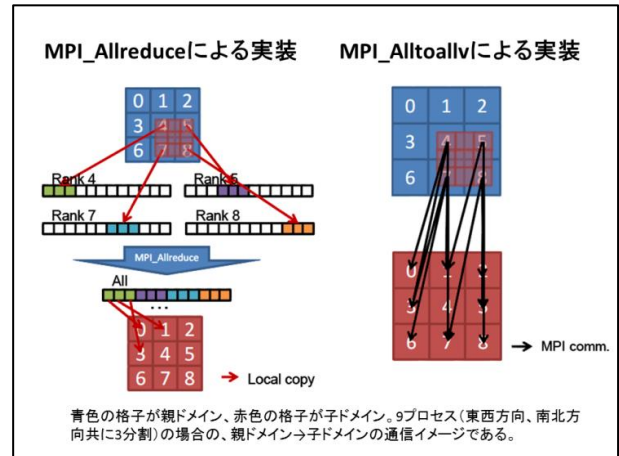 MPI_Allreduceによる実装
MPI_Alltoallvによる実装
0 1 2
3 4 5
6 7 8
Rank 4
Rank 5
Rank 7
Rank 8
MPI_Allreduce
All
...
0 1 2
3 4 5
6 7 8
Local copy
0 1 2
3 4 5
6 7 8
0 1 2
3 4 5
6 7 8
MPI comm.
青色の格子が親ドメイン、赤色の格子が子ドメイン。9プロセス(東西方向、南北方
向共に3分割)の場合の、親ドメイン→子ドメインの通信イメージである。